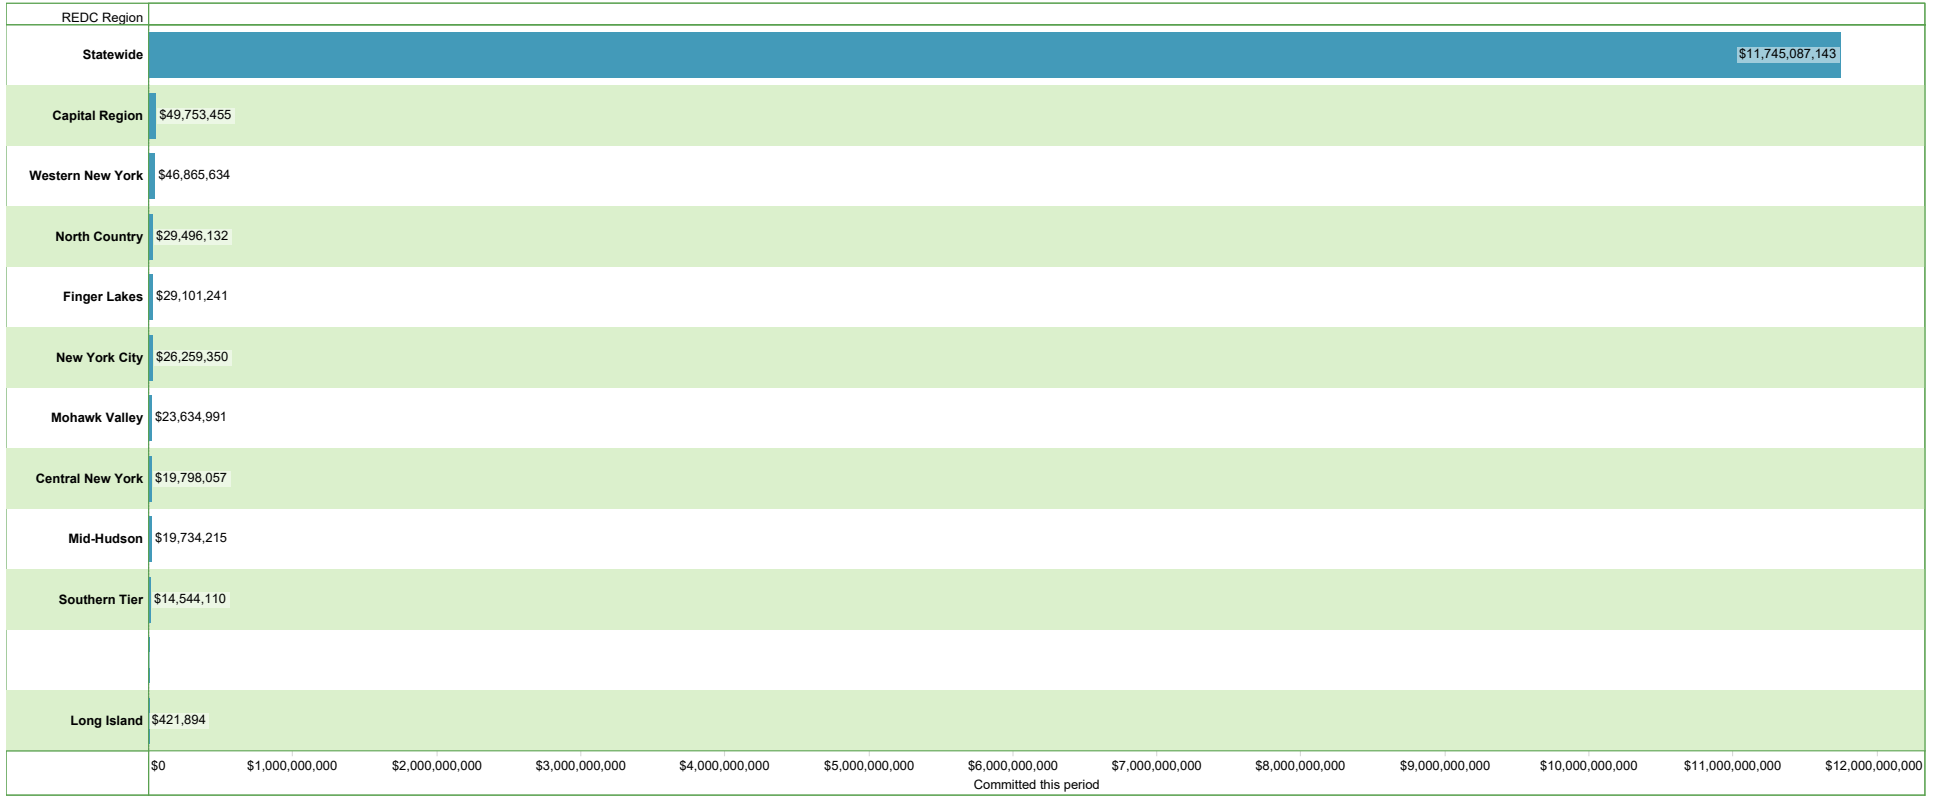 REDC Region
Statewide $11,745,087,143
Capital Region $49,753,455
Western New York $46,865,634
North Country $29,496,132
Finger Lakes $29,101,241
New York City $26,259,350
Mohawk Valley $23,634,991
Central New York $19,798,057
Mid-Hudson $19,734,215
Southern Tier $14,544,110
Long Island $421,894
$0 $1,000,000,000 $2,000,000,000 $3,000,000,000 $4,000,000,000 $5,000,000,000 $6,000,000,000 $7,000,000,000 $8,000,000,000 $9,000,000,000 $10,000,000,000 $11,000,000,000 $12,000,000,000
Committed this period